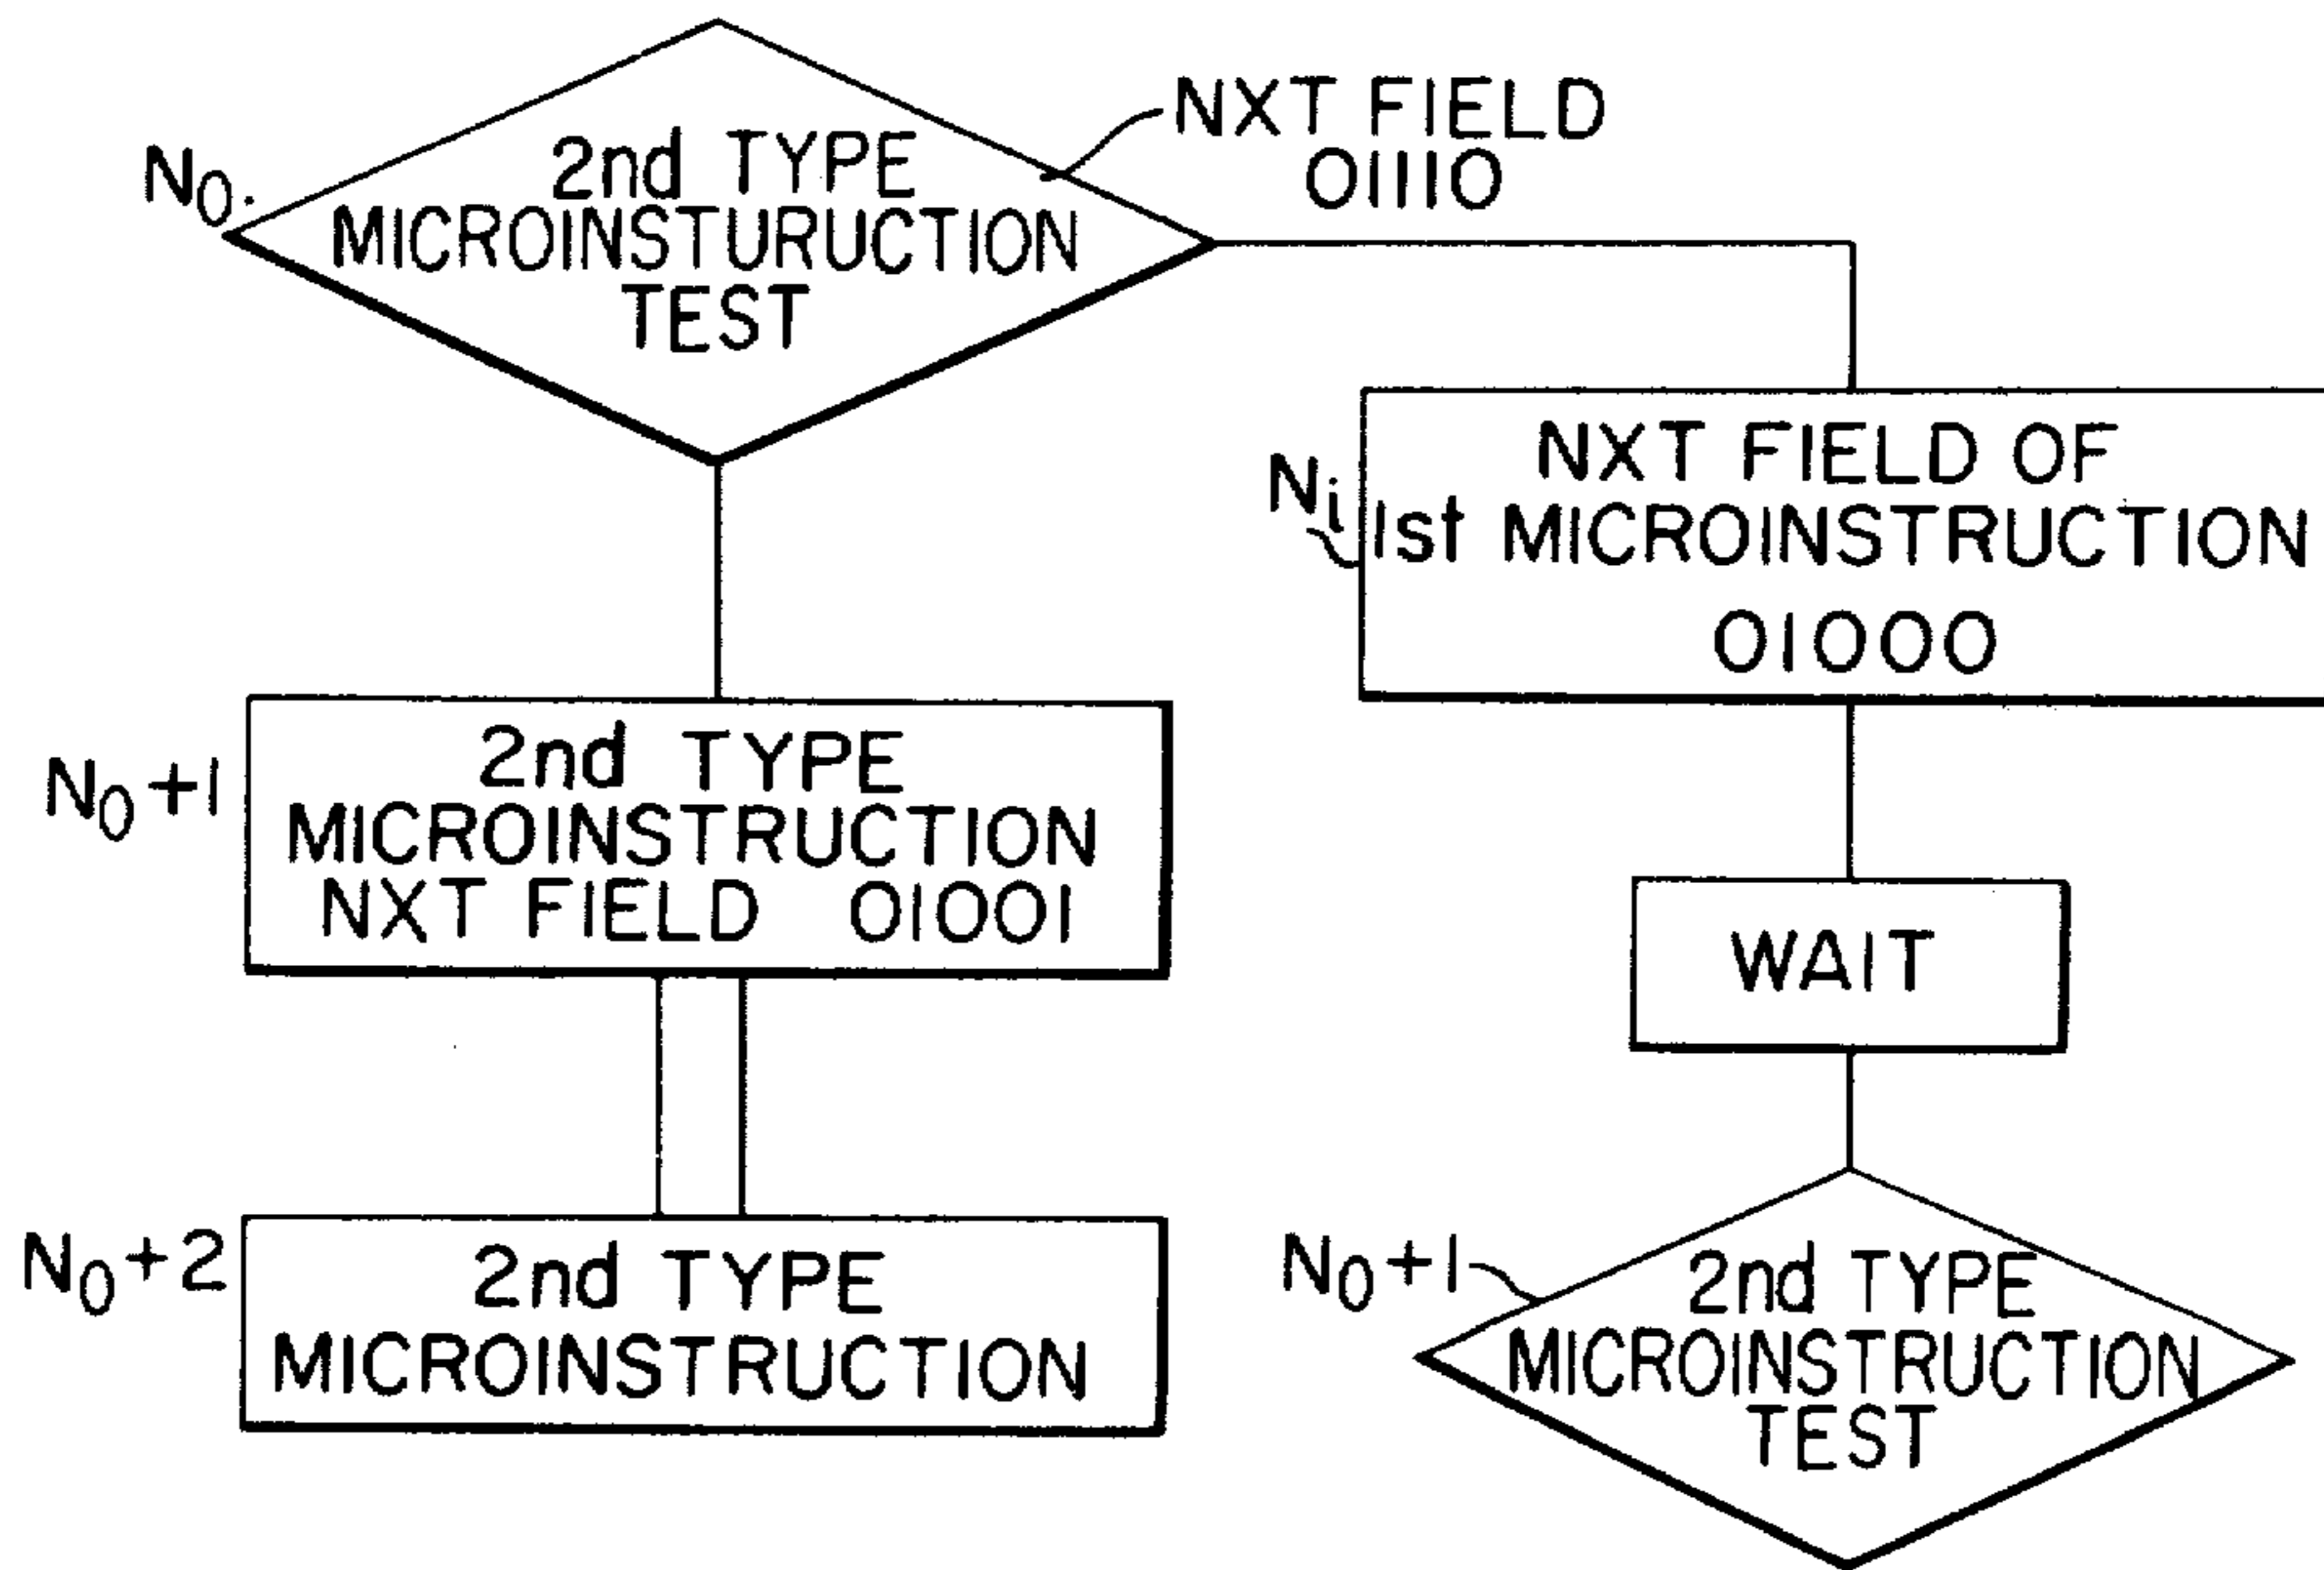 N0.
2nd TYPE
MICROINSTURUCTION
TEST
NXT FIELD
01110
Ni
NXT FIELD OF
1st MICROINSTRUCTION
01000
N0+1
2nd TYPE
MICROINSTRUCTION
NXT FIELD 01001
WAIT
N0+2
2nd TYPE
MICROINSTRUCTION
N0+1
2nd TYPE
MICROINSTRUCTION
TEST